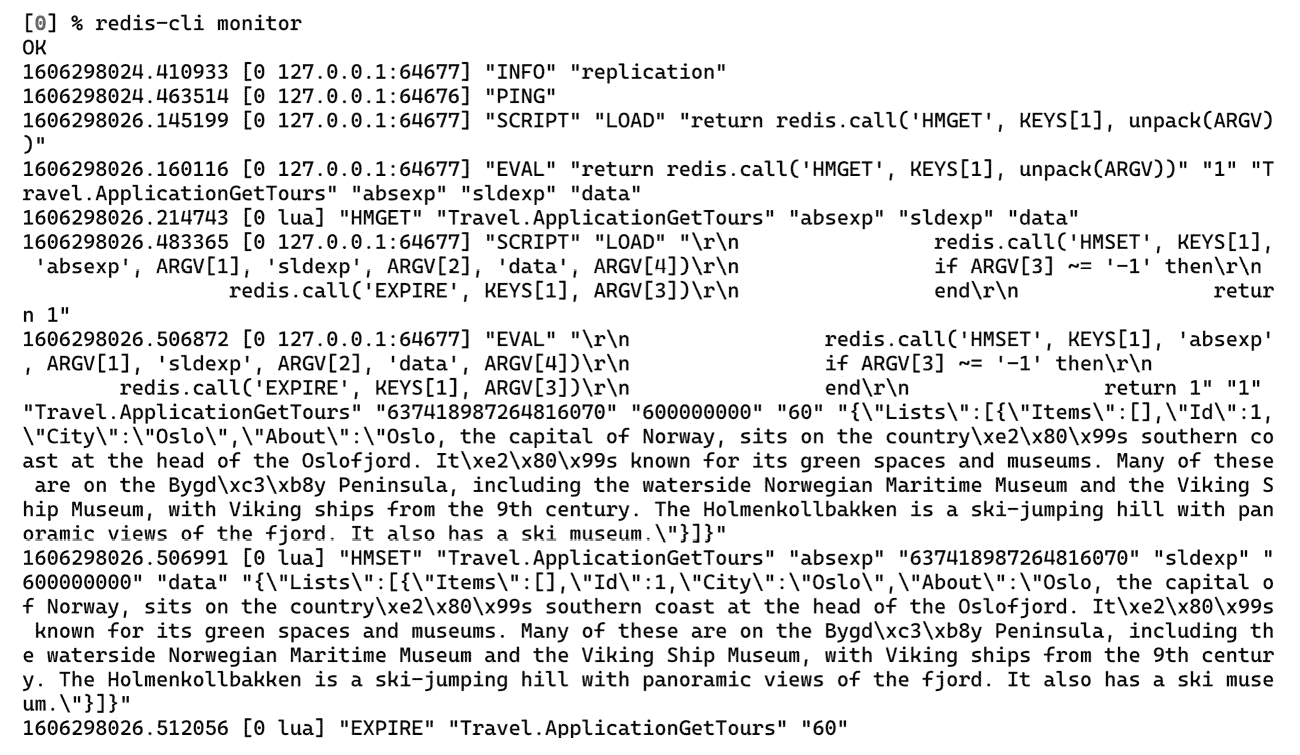 [0] % redis-cli monitor
OK
1606298024.410933 [0 127.0.0.1:64677] "INFO" "replication"
1606298024.463514 [0 127.0.0.1:64676] "PING"
1606298026.145199 [0 127.0.0.1:64677] "SCRIPT" "LOAD" "return redis.call('HMGET', KEYS[1], unpack(ARGV)
)"
1606298026.160116 [0 127.0.0.1:64677] "EVAL" "return redis.call('HMGET', KEYS[1], unpack(ARGV))" "1" "T
ravel.ApplicationGetTours" "absexp" "sldexp" "data"
1606298026.214743 [0 lua] "HMGET" "Travel.ApplicationGetTours" "absexp" "sldexp" "data"
1606298026.483365 [0 127.0.0.1:64677] "SCRIPT" "LOAD" "\r\n                redis.call('HMSET', KEYS[1],
 'absexp', ARGV[1], 'sldexp', ARGV[2], 'data', ARGV[4])\r\n                if ARGV[3] ~= '-1' then\r\n
                 redis.call('EXPIRE', KEYS[1], ARGV[3])\r\n                end\r\n                retur
n 1"
1606298026.506872 [0 127.0.0.1:64677] "EVAL" "\r\n                redis.call('HMSET', KEYS[1], 'absexp'
, ARGV[1], 'sldexp', ARGV[2], 'data', ARGV[4])\r\n                if ARGV[3] ~= '-1' then\r\n
        redis.call('EXPIRE', KEYS[1], ARGV[3])\r\n                end\r\n                return 1" "1"
"Travel.ApplicationGetTours" "637418987264816070" "600000000" "60" "{\"Lists\":[{\"Items\":[],\"Id\":1,
\"City\":\"Oslo\",\"About\":\"Oslo, the capital of Norway, sits on the country\xe2\x80\x99s southern co
ast at the head of the Oslofjord. It\xe2\x80\x99s known for its green spaces and museums. Many of these
 are on the Bygd\xc3\xb8y Peninsula, including the waterside Norwegian Maritime Museum and the Viking S
hip Museum, with Viking ships from the 9th century. The Holmenkollbakken is a ski-jumping hill with pan
oramic views of the fjord. It also has a ski museum.\"}]}"
1606298026.506991 [0 lua] "HMSET" "Travel.ApplicationGetTours" "absexp" "637418987264816070" "sldexp" "
600000000" "data" "{\"Lists\":[{\"Items\":[],\"Id\":1,\"City\":\"Oslo\",\"About\":\"Oslo, the capital o
f Norway, sits on the country\xe2\x80\x99s southern coast at the head of the Oslofjord. It\xe2\x80\x99s
 known for its green spaces and museums. Many of these are on the Bygd\xc3\xb8y Peninsula, including th
e waterside Norwegian Maritime Museum and the Viking Ship Museum, with Viking ships from the 9th centur
y. The Holmenkollbakken is a ski-jumping hill with panoramic views of the fjord. It also has a ski muse
um.\"}]}"
1606298026.512056 [0 lua] "EXPIRE" "Travel.ApplicationGetTours" "60"